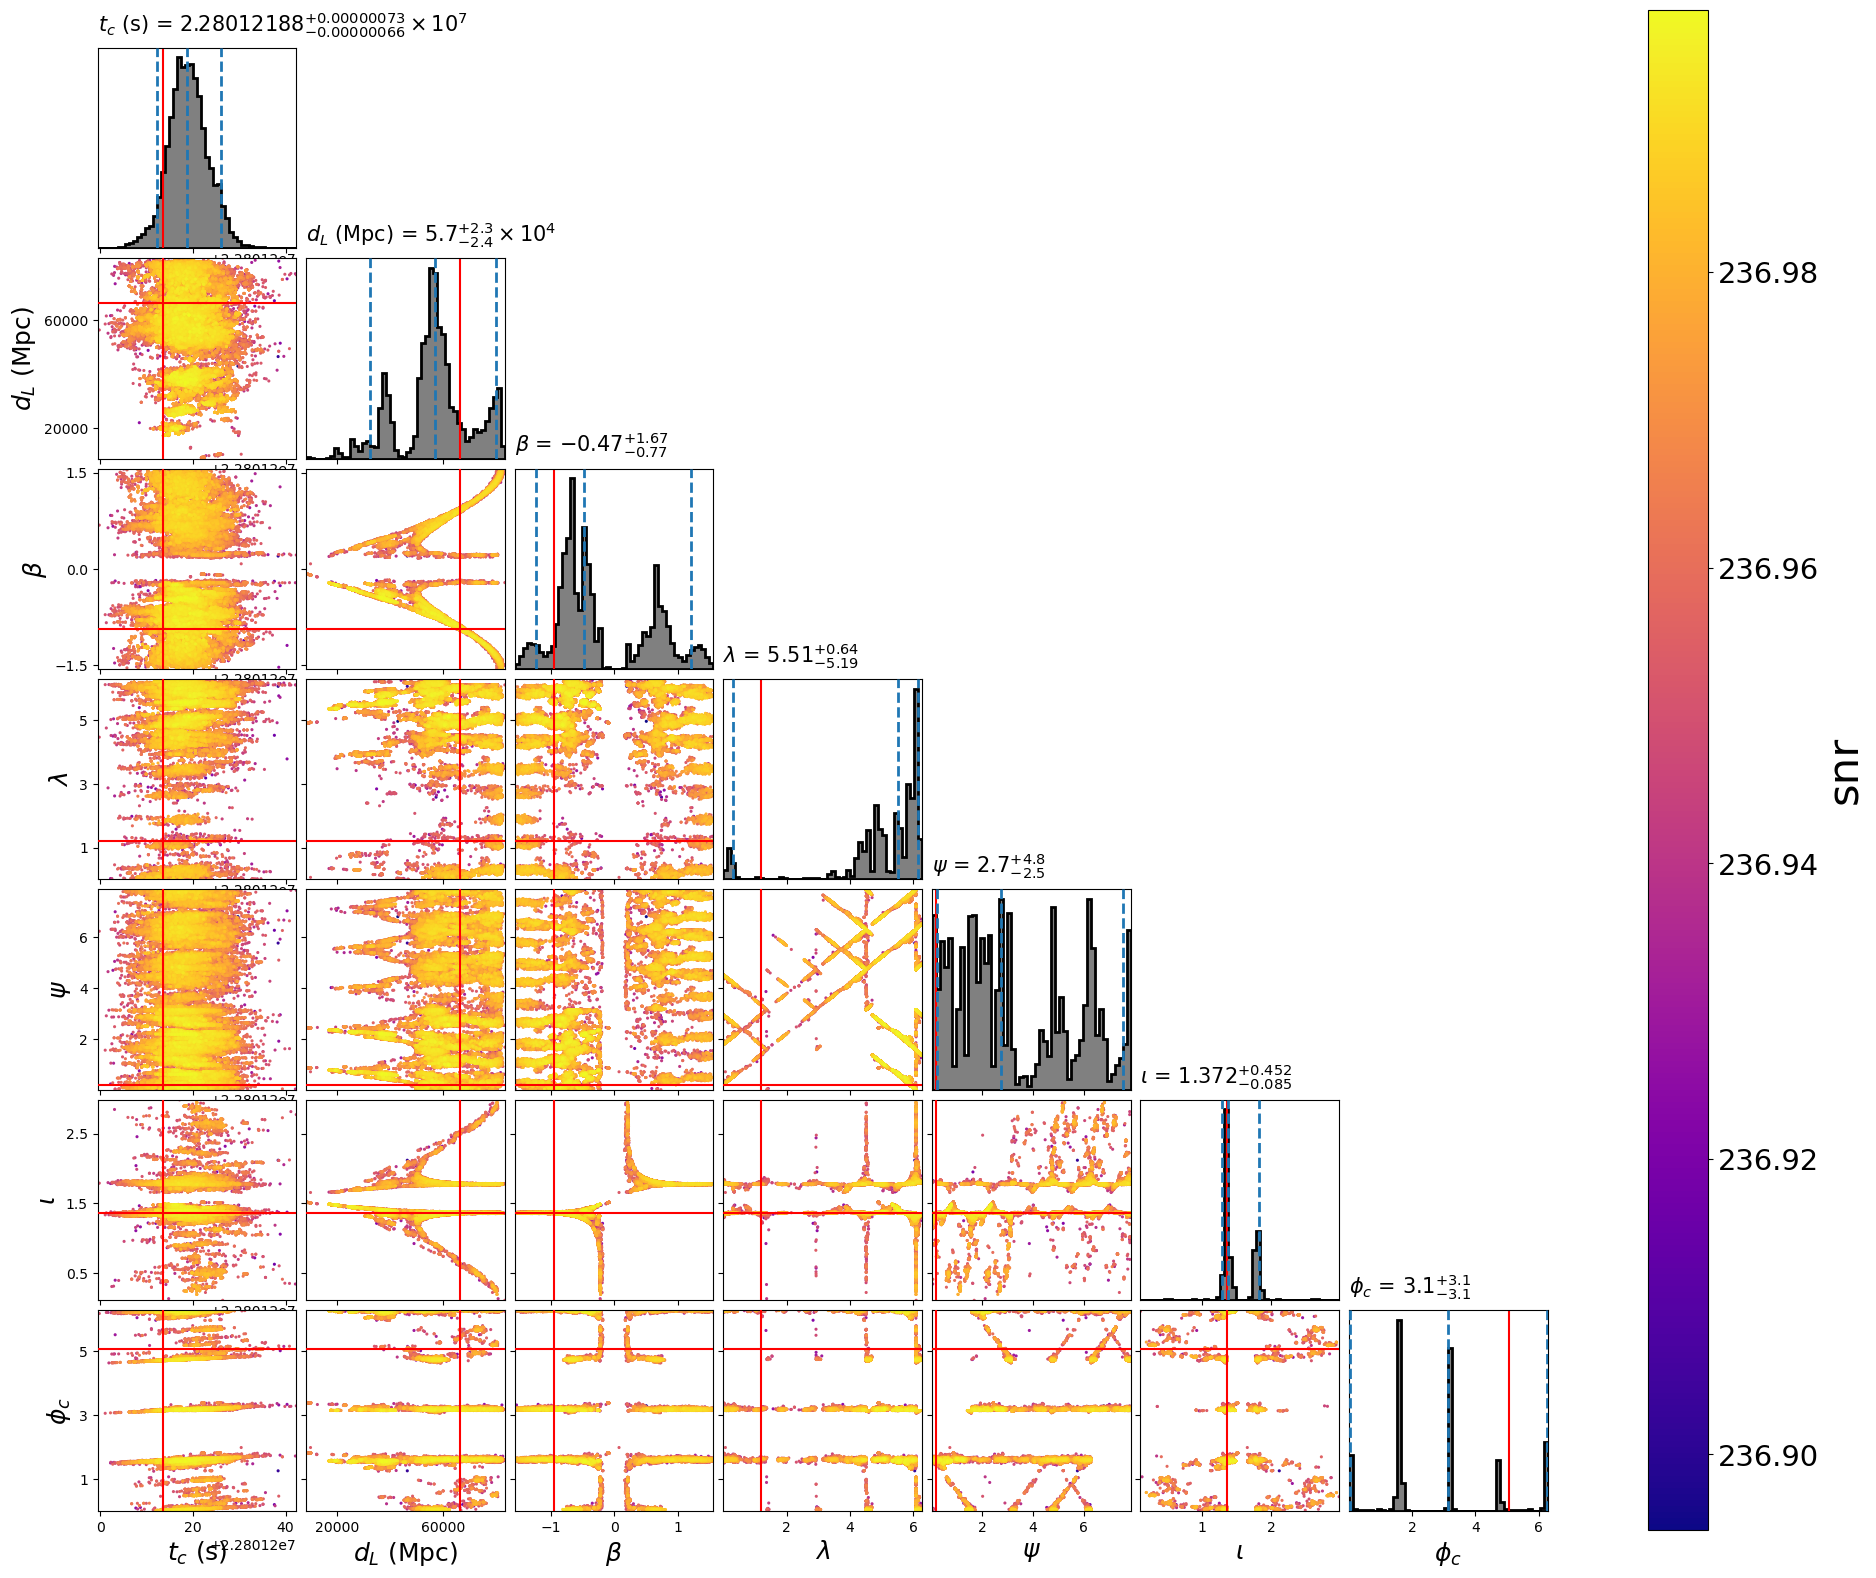 t_c (s) = 2.28012188^{+0.00000073}_{-0.00000066} × 10^7
d_L (Mpc) = 5.7^{+2.3}_{-2.4} × 10^4
60000
20000
d_L (Mpc)
β = −0.47^{+1.67}_{-0.77}
1.5
0.0
−1.5
β
λ = 5.51^{+0.64}_{-5.19}
5
3
1
λ
ψ = 2.7^{+4.8}_{-2.5}
6
4
2
ψ
ι = 1.372^{+0.452}_{-0.085}
2.5
1.5
0.5
ι
ϕ_c = 3.1^{+3.1}_{-3.1}
5
3
1
ϕ_c
0 20 40
+2.28012e7
t_c (s)
20000 60000
d_L (Mpc)
−1 0 1
β
2 4 6
λ
2 4 6
ψ
1 2
ι
2 4 6
ϕ_c
236.98
236.96
236.94
236.92
236.90
snr